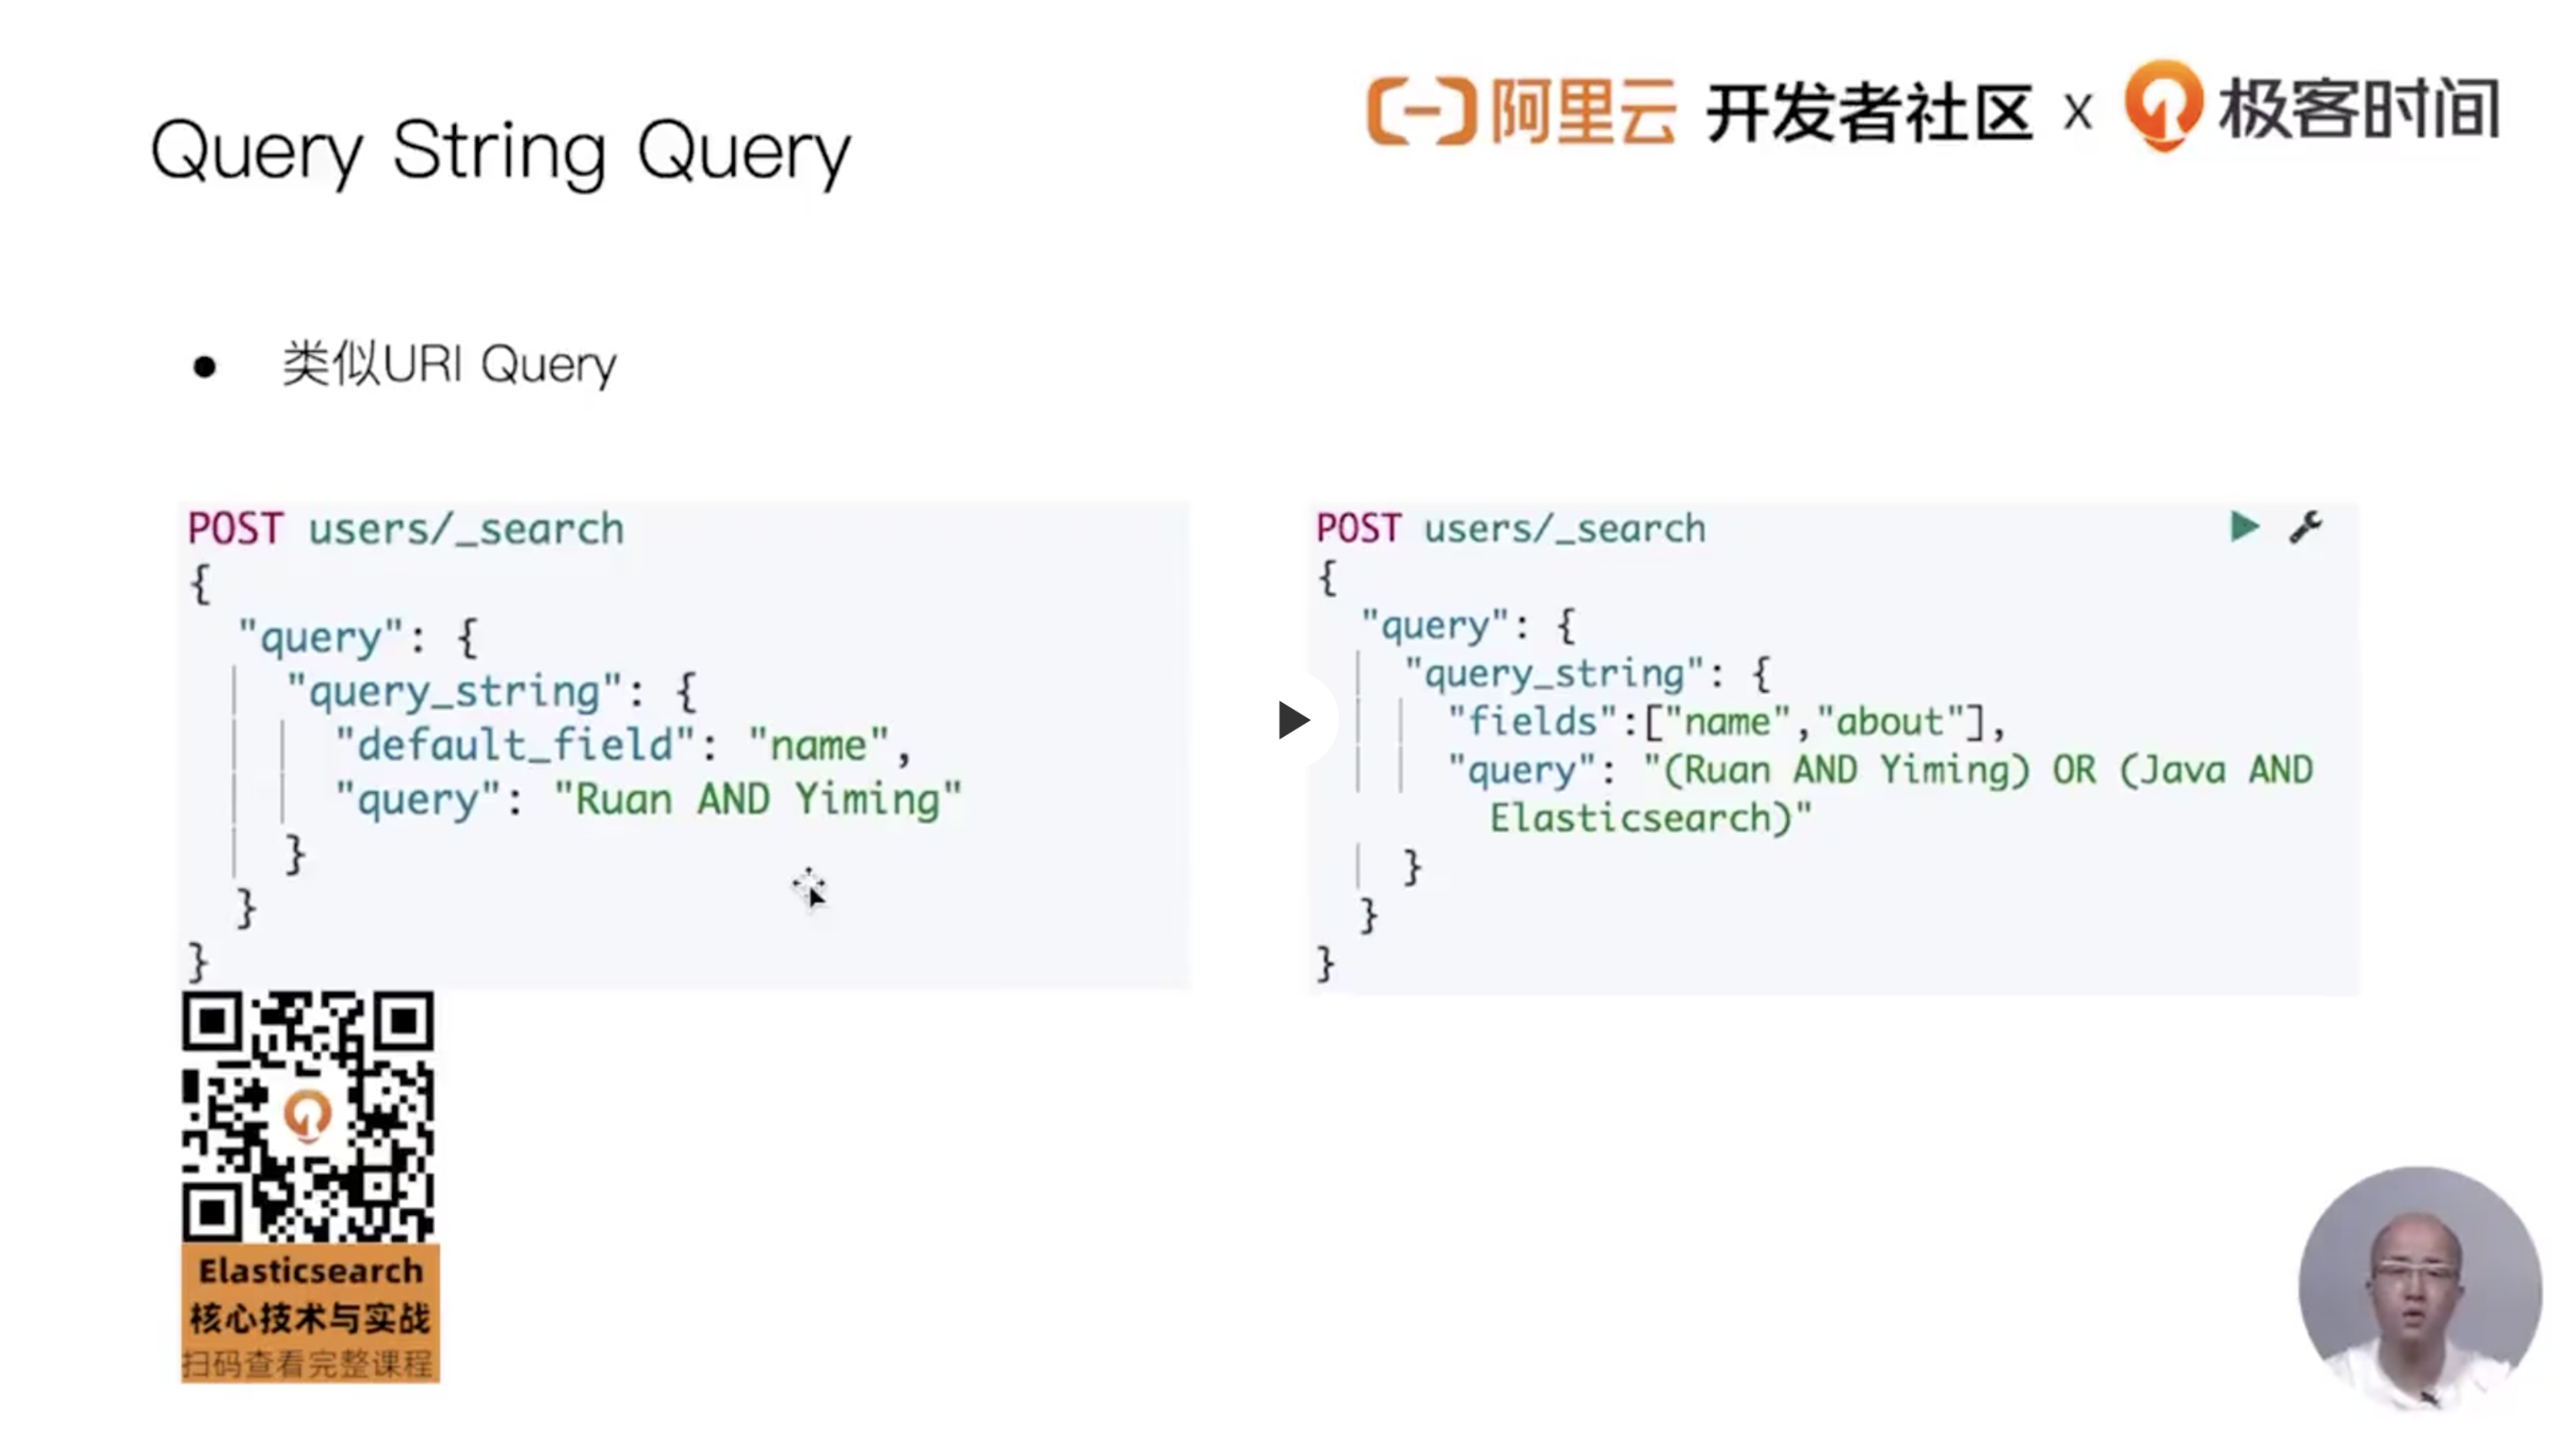 阿里云 开发者社区 x 极客时间
Query String Query
● 类似URI Query
POST users/_search
{
"query": {
"query_string": {
"default_field": "name",
"query": "Ruan AND Yiming"
}
}
}
POST users/_search
{
"query": {
"query_string": {
"fields":["name","about"],
"query": "(Ruan AND Yiming) OR (Java AND
Elasticsearch)"
}
}
}
Elasticsearch
核心技术与实战
扫码查看完整课程